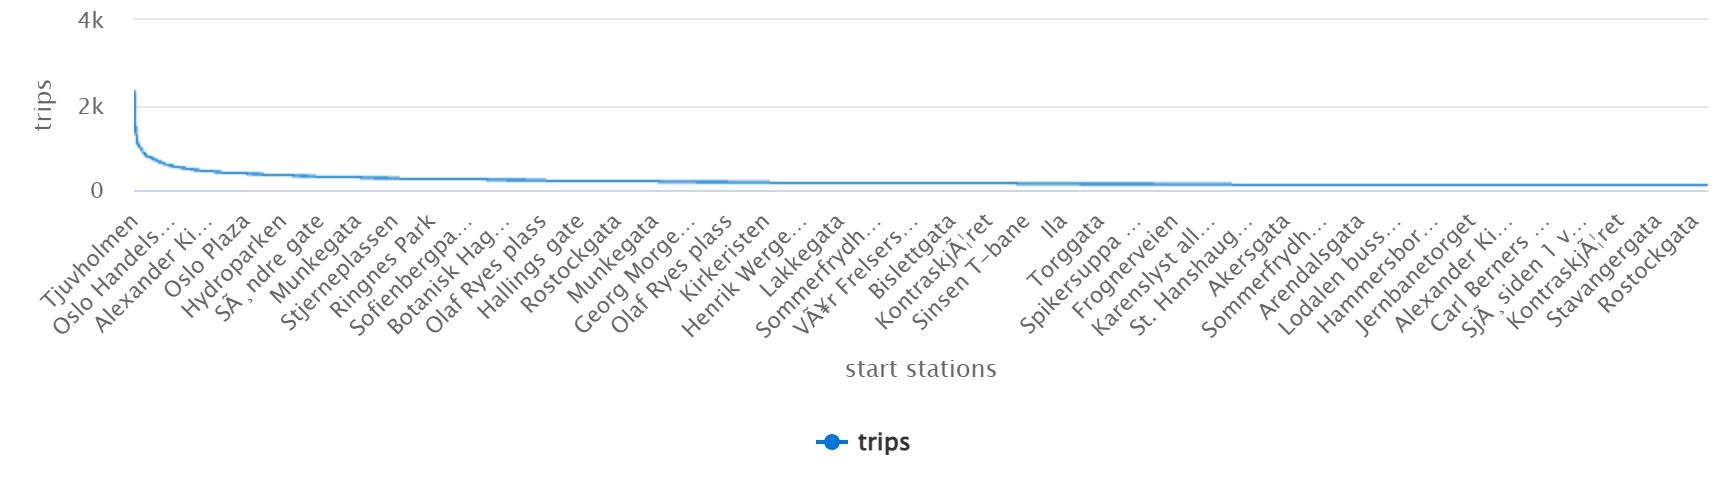 4k
trips
2k
0
Tjuvholmen
Oslo Handels...
Alexander Ki...
Oslo Plaza
Hydroparken
SÃ¸ndre gate
Munkegata
Stjerneplassen
Ringnes Park
Sofienbergpa...
Botanisk Hag...
Olaf Ryes plass
Hallings gate
Rostockgata
Munkegata
Georg Morge...
Olaf Ryes plass
Kirkeristen
Henrik Werge...
Lakkegata
Sommerfrydh...
VÃ¥r Frelsers...
Bislettgata
KontraskjÃ¦ret
Sinsen T-bane
Ila
Torggata
Spikersuppa ...
Frognerveien
Karenslyst all...
St. Hanshaug...
Akersgata
Sommerfrydh...
Arendalsgata
Lodalen buss...
Hammersbor...
Jernbanetorget
Alexander Ki...
Carl Berners ...
SjÃ¸siden 1 v...
KontraskjÃ¦ret
Stavangergata
Rostockgata
start stations
trips